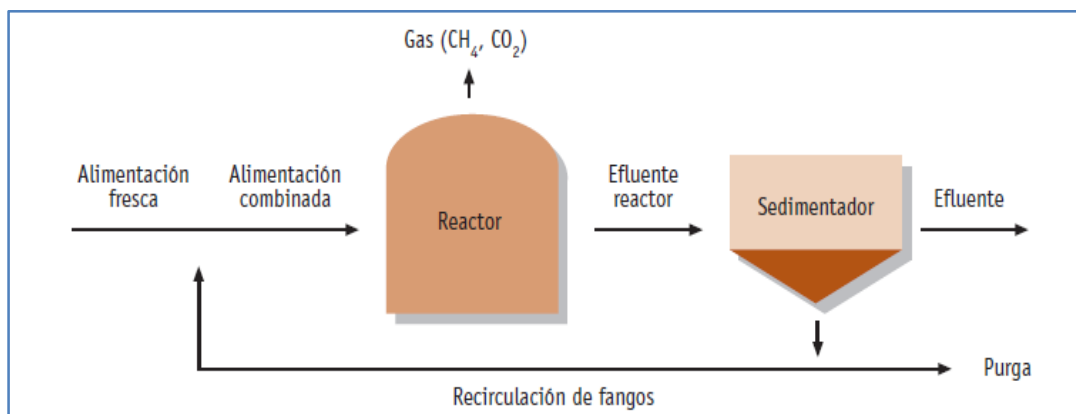 Gas (CH4, CO2)
Alimentación
fresca
Alimentación
combinada
Reactor
Efluente
reactor
Sedimentador
Efluente
Purga
Recirculación de fangos